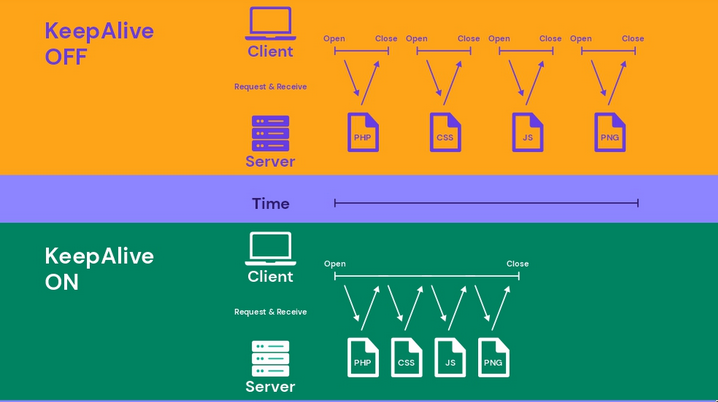 KeepAlive
OFF
Client
Request & Receive
Server
Open Close Open Close Open Close Open Close
PHP CSS JS PNG
Time
KeepAlive
ON
Client
Request & Receive
Server
Open Close
PHP CSS JS PNG